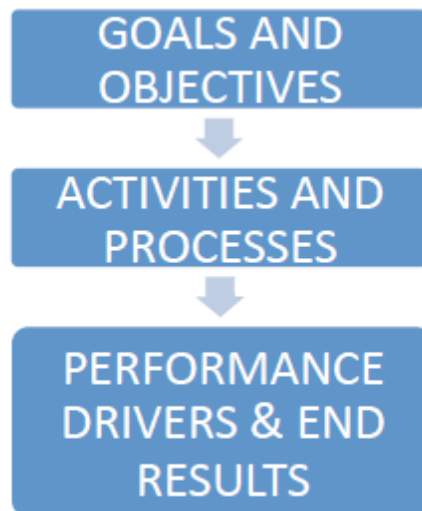 GOALS AND
OBJECTIVES
ACTIVITIES AND
PROCESSES
PERFORMANCE
DRIVERS & END
RESULTS